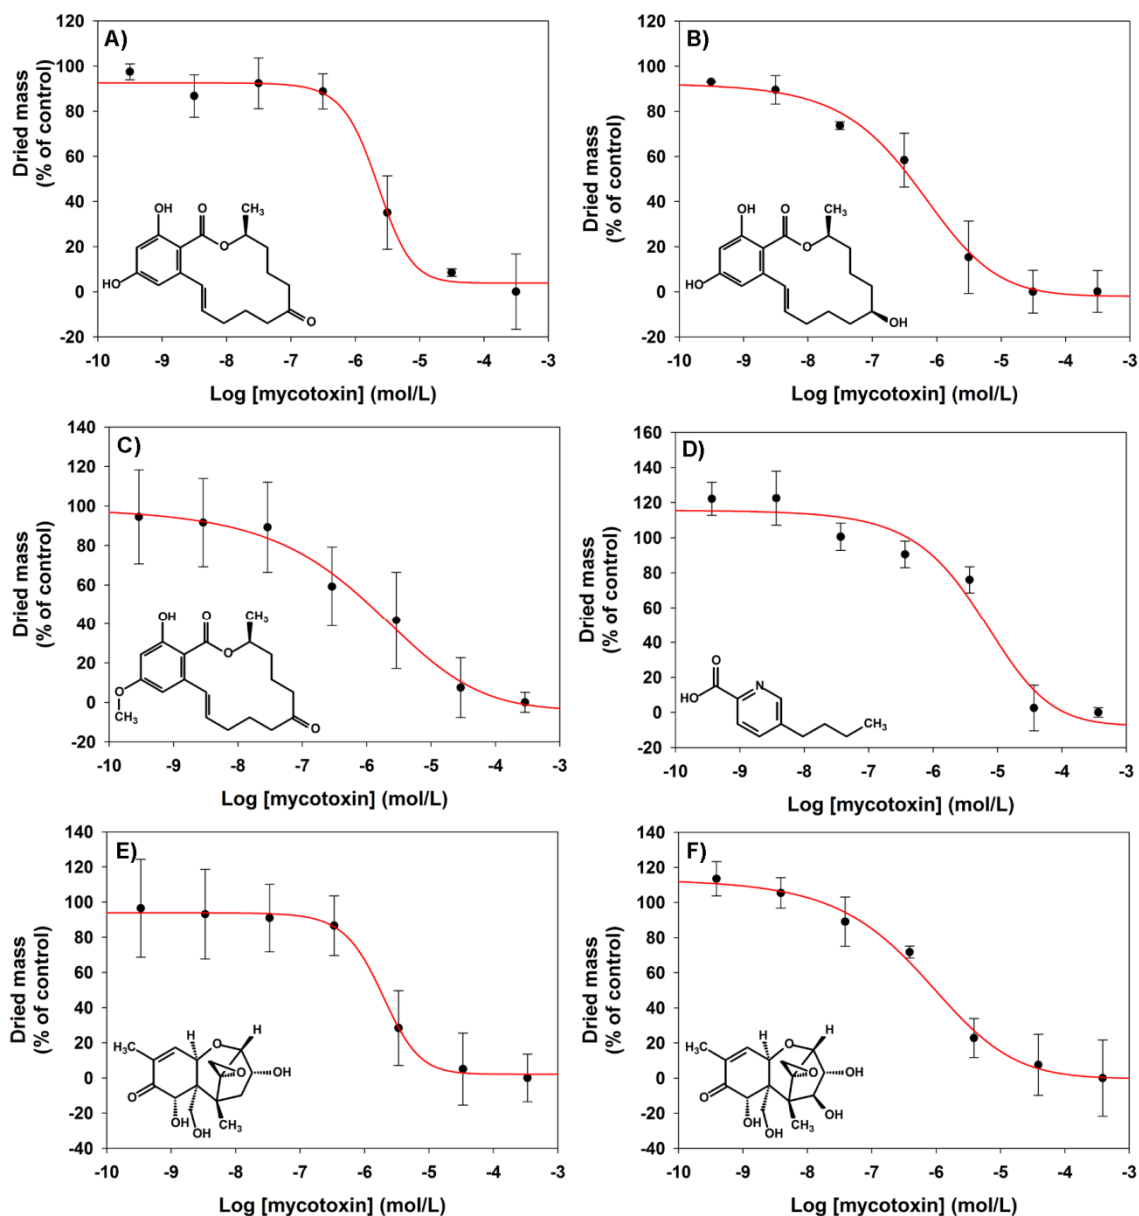 A)
Dried mass
(% of control)
120
100
80
60
40
20
0
-20
OH
O
CH3
O
HO
O
-10 -9 -8 -7 -6 -5 -4 -3
Log [mycotoxin] (mol/L)
B)
Dried mass
(% of control)
120
100
80
60
40
20
0
-20
OH
O
CH3
O
HO
OH
-10 -9 -8 -7 -6 -5 -4 -3
Log [mycotoxin] (mol/L)
C)
Dried mass
(% of control)
140
120
100
80
60
40
20
0
-20
OH
O
CH3
O
O
CH3
O
-10 -9 -8 -7 -6 -5 -4 -3
Log [mycotoxin] (mol/L)
D)
Dried mass
(% of control)
160
140
120
100
80
60
40
20
0
-20
O
N
HO
CH3
-10 -9 -8 -7 -6 -5 -4 -3
Log [mycotoxin] (mol/L)
E)
Dried mass
(% of control)
140
120
100
80
60
40
20
0
-20
-40
H
O
H
H3C
O
OH
O
OH
CH3
OH
-10 -9 -8 -7 -6 -5 -4 -3
Log [mycotoxin] (mol/L)
F)
Dried mass
(% of control)
140
120
100
80
60
40
20
0
-20
-40
H
O
H
H3C
O
OH
O
OH
OH
CH3
OH
-10 -9 -8 -7 -6 -5 -4 -3
Log [mycotoxin] (mol/L)